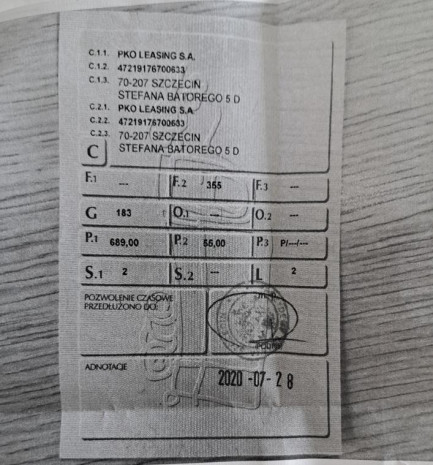 C.1.1. PKO LEASING S.A.
C.1.2. 47219176700633
C.1.3. 70-207 SZCZECIN
STEFANA BATOREGO 5 D
C.2.1. PKO LEASING S.A.
C.2.2. 47219176700633
C.2.3. 70-207 SZCZECIN
C STEFANA BATOREGO 5 D
F.1 --- F.2 355 F.3 ---
G 183 O.1 --- O.2 ---
P.1 689,00 P.2 55,00 P.3 P/---/---
S.1 2 S.2 --- L 2
POZWOLENIE CZASOWE
PRZEDŁUŻONO DO:
ADNOTACJE
2020 -07- 28